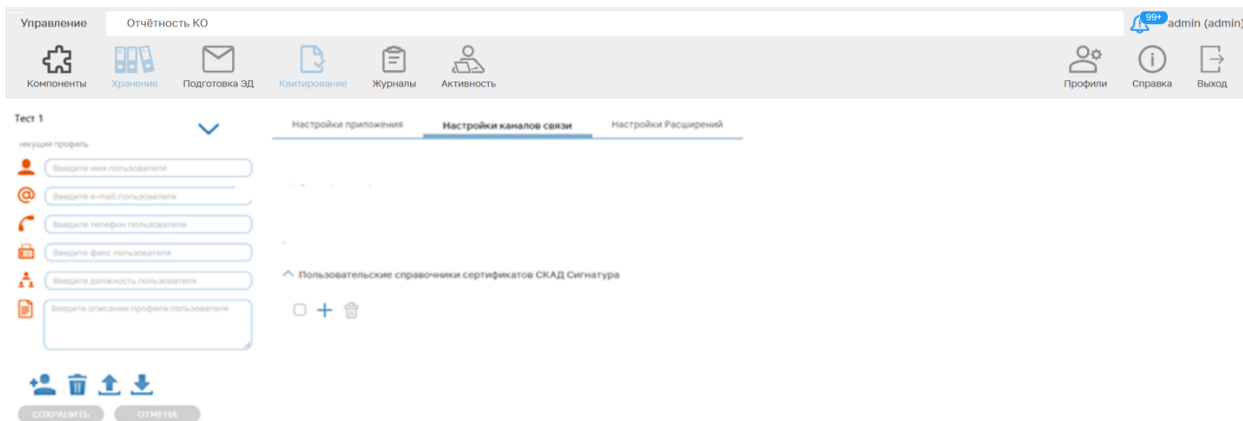 Управление Отчётность КО 99+ admin (admin)
Компоненты Хранение Подготовка ЭД Квитирование Журналы Активность Профили Справка Выход
Тест 1
Настройки приложения Настройки каналов связи Настройки Расширений
текущий профиль
Введите имя пользователя
Введите e-mail пользователя
Введите телефон пользователя
Введите факс пользователя
Пользовательские справочники сертификатов СКАД Сигнатура
Введите должность пользователя
Введите описание профиля пользователя
СОХРАНИТЬ ОТМЕНА